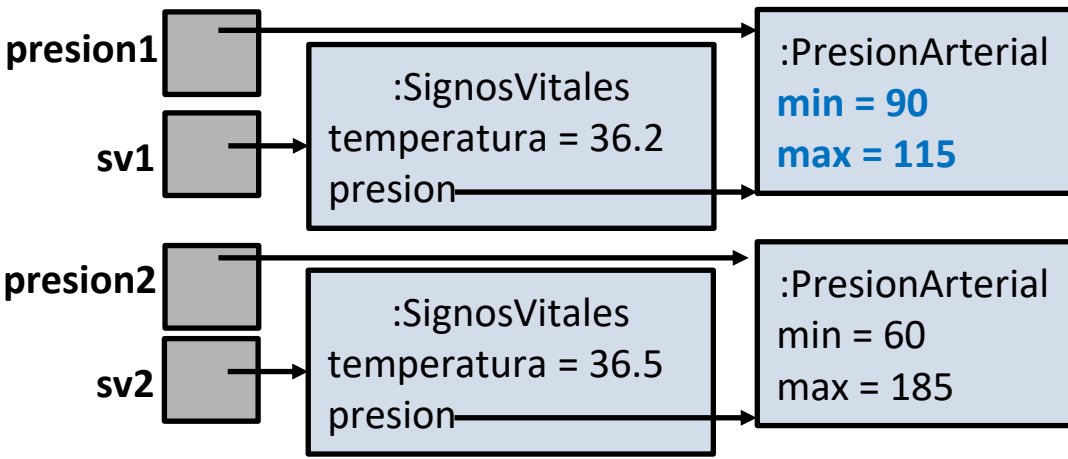 presion1
:PresionArterial
min = 90
max = 115
:SignosVitales
temperatura = 36.2
presion
sv1
presion2
:PresionArterial
min = 60
max = 185
:SignosVitales
temperatura = 36.5
presion
sv2